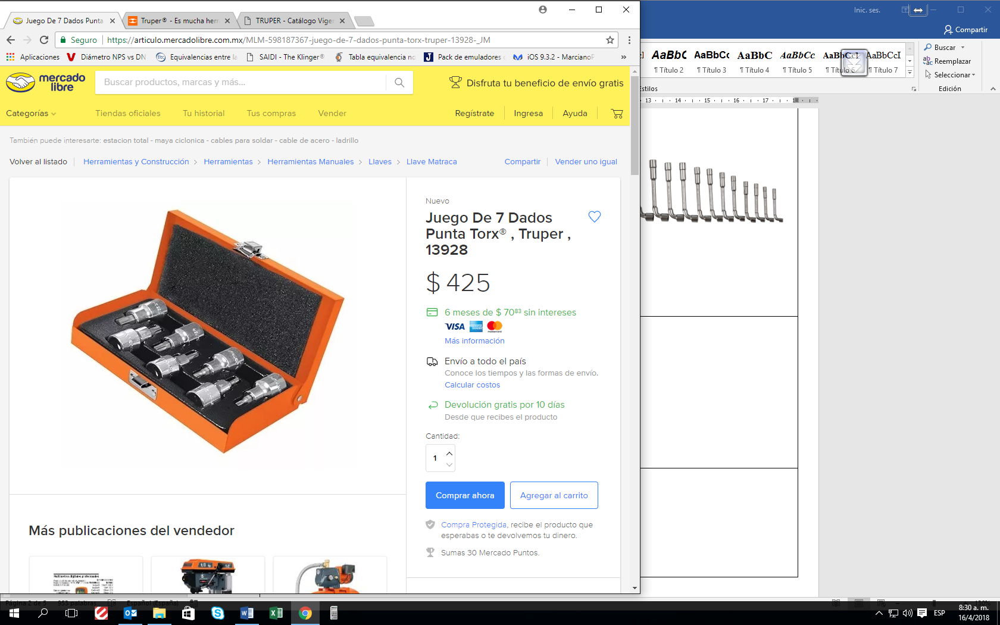 Juego De 7 Dados Punta
Truper® - Es mucha herr
TRUPER - Catálogo Vigen
Seguro
https://articulo.mercadolibre.com.mx/MLM-598187367-juego-de-7-dados-punta-torx-truper-13928-_JM
Aplicaciones
Diámetro NPS vs DN
Equivalencias entre la
SAIDI - The Klinger®
Tabla equivalencia no
Pack de emuladores
iOS 9.3.2 - MarcianoP
»
mercado
libre
Buscar productos, marcas y más...
Disfruta tu beneficio de envío gratis
Categorías
Tiendas oficiales
Tu historial
Tus compras
Vender
Regístrate
Ingresa
Ayuda
También puede interesarte: estacion total - maya ciclonica - cables para soldar - cable de acero - ladrillo
Volver al listado
Herramientas y Construcción > Herramientas > Herramientas Manuales > Llaves > Llave Matraca
Compartir
Vender uno igual
Nuevo
Juego De 7 Dados
Punta Torx® , Truper ,
13928
$ 425
6 meses de $ 70⁸³ sin intereses
VISA
Más información
Envío a todo el país
Conoce los tiempos y las formas de envío.
Calcular costos
Devolución gratis por 10 días
Desde que recibes el producto
Cantidad:
1
Comprar ahora
Agregar al carrito
Compra Protegida, recibe el producto que
esperabas o te devolvemos tu dinero.
Sumas 30 Mercado Puntos.
Más publicaciones del vendedor
Multímetros digitales profesionales
Inic. ses.
Compartir
AaBbC AaBbCc AaBbC AaBbCc AaBbCcI AaBbCcI
¶ Título 2
¶ Título 3
¶ Título 4
¶ Título 5
¶ Título 6
¶ Título 7
Buscar
Reemplazar
Seleccionar
stilos
Edición
13 14 15 16 17 18
Página 2 de 5
953 palabras
Español (España)
ESP
8:30 a. m.
16/4/2018